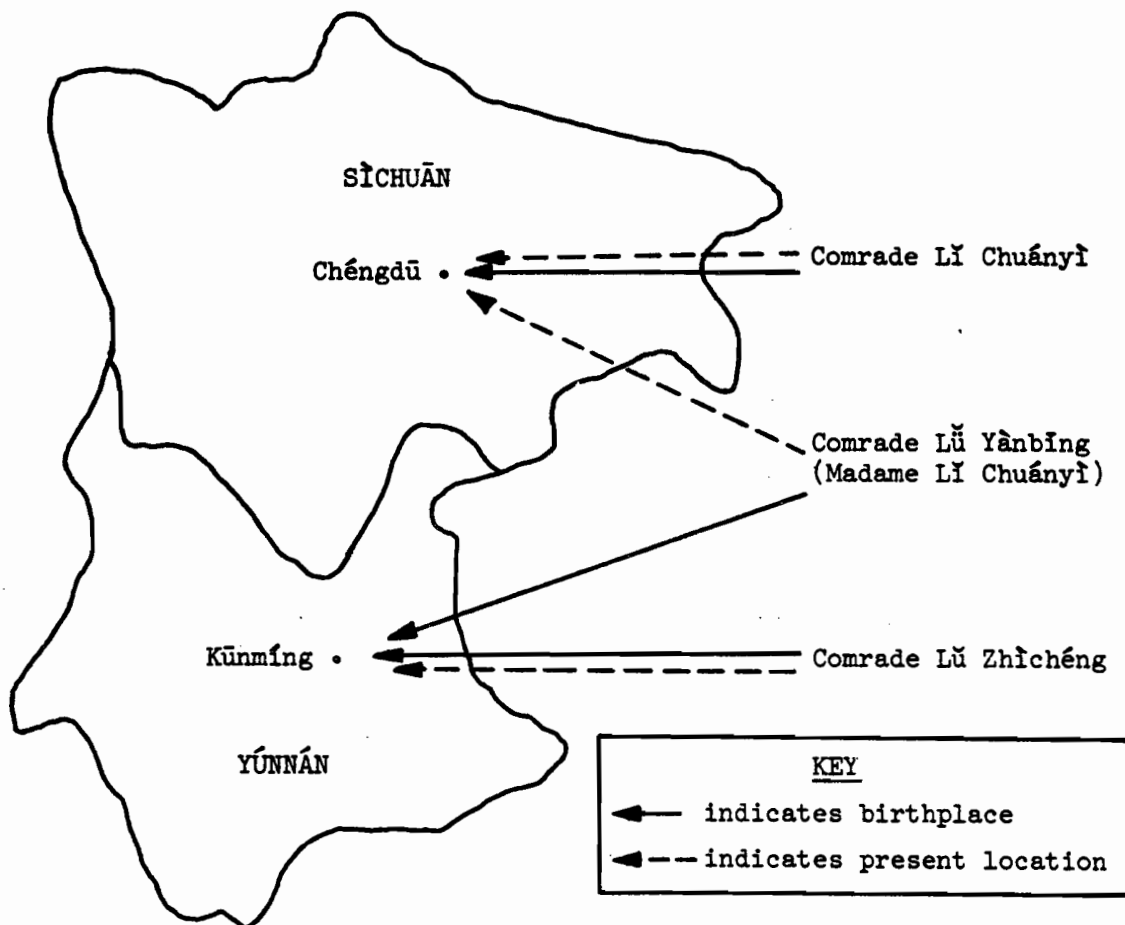 SÌCHUĀN
Chéngdū
Comrade Lǐ Chuányì
Comrade Lǚ Yànbīng
(Madame Lǐ Chuányì)
Kūnmíng
Comrade Lǔ Zhìchéng
YÚNNÁN
KEY
indicates birthplace
indicates present location